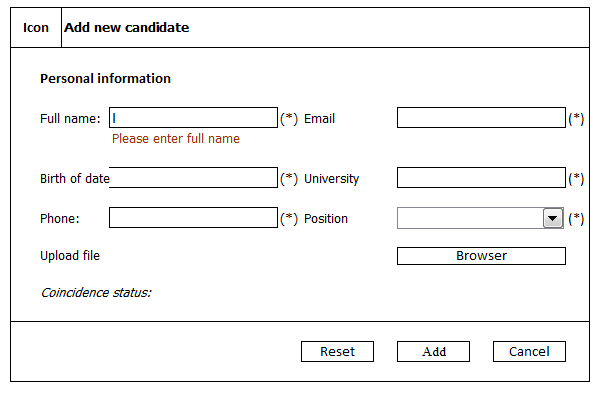 Icon Add new candidate
Personal information
Full name: I (*) Email (*)
Please enter full name
Birth of date (*) University (*)
Phone: (*) Position (*)
Upload file Browser
Coincidence status:
Reset Add Cancel